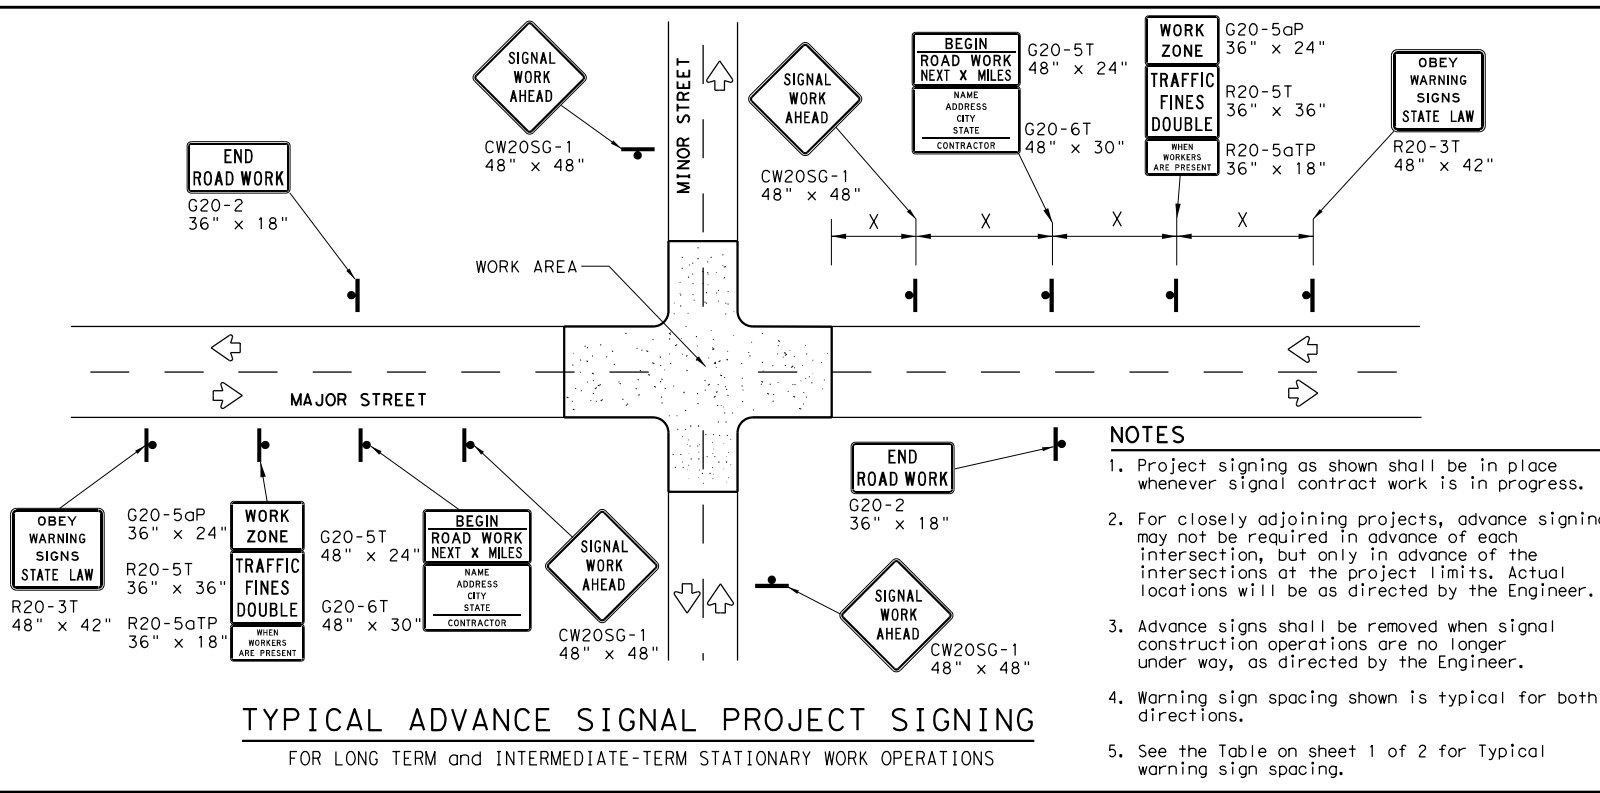 SIGNAL
WORK
AHEAD
CW20SG-1
48" x 48"
END
ROAD WORK
G20-2
36" x 18"
MINOR STREET
WORK AREA
MAJOR STREET
SIGNAL
WORK
AHEAD
CW20SG-1
48" x 48"
BEGIN
ROAD WORK
NEXT X MILES
NAME
ADDRESS
CITY
STATE
CONTRACTOR
G20-5T
48" x 24"
G20-6T
48" x 30"
WORK
ZONE
TRAFFIC
FINES
DOUBLE
WHEN
WORKERS
ARE PRESENT
G20-5aP
36" x 24"
R20-5T
36" x 36"
R20-5aTP
36" x 18"
OBEY
WARNING
SIGNS
STATE LAW
R20-3T
48" x 42"
X
X
X
X
OBEY
WARNING
SIGNS
STATE LAW
R20-3T
48" x 42"
G20-5aP
36" x 24"
R20-5T
36" x 36"
R20-5aTP
36" x 18"
WORK
ZONE
TRAFFIC
FINES
DOUBLE
WHEN
WORKERS
ARE PRESENT
G20-5T
48" x 24"
G20-6T
48" x 30"
BEGIN
ROAD WORK
NEXT X MILES
NAME
ADDRESS
CITY
STATE
CONTRACTOR
SIGNAL
WORK
AHEAD
CW20SG-1
48" x 48"
END
ROAD WORK
G20-2
36" x 18"
SIGNAL
WORK
AHEAD
CW20SG-1
48" x 48"
TYPICAL ADVANCE SIGNAL PROJECT SIGNING
FOR LONG TERM and INTERMEDIATE-TERM STATIONARY WORK OPERATIONS
NOTES
1. Project signing as shown shall be in place
whenever signal contract work is in progress.
2. For closely adjoining projects, advance signing
may not be required in advance of each
intersection, but only in advance of the
intersections at the project limits. Actual
locations will be as directed by the Engineer.
3. Advance signs shall be removed when signal
construction operations are no longer
under way, as directed by the Engineer.
4. Warning sign spacing shown is typical for both
directions.
5. See the Table on sheet 1 of 2 for Typical
warning sign spacing.